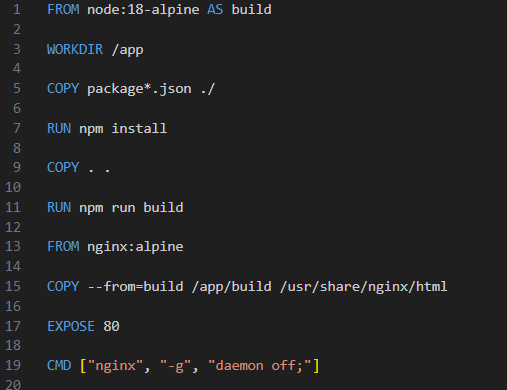 1 FROM node:18-alpine AS build
2
3 WORKDIR /app
4
5 COPY package*.json ./
6
7 RUN npm install
8
9 COPY . .
10
11 RUN npm run build
12
13 FROM nginx:alpine
14
15 COPY --from=build /app/build /usr/share/nginx/html
16
17 EXPOSE 80
18
19 CMD ["nginx", "-g", "daemon off;"]
20